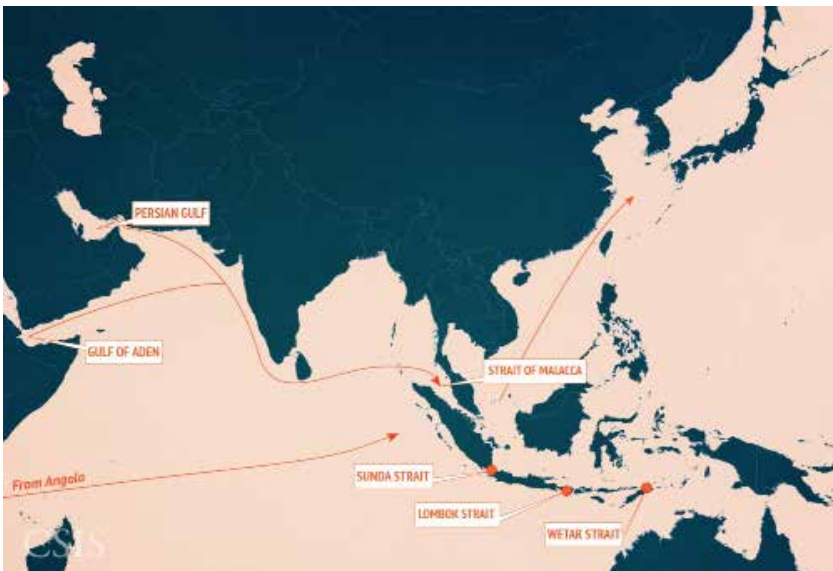 PERSIAN GULF
GULF OF ADEN
STRAIT OF MALACCA
From Angola
SUNDA STRAIT
LOMBOK STRAIT
WETAR STRAIT
CSIS